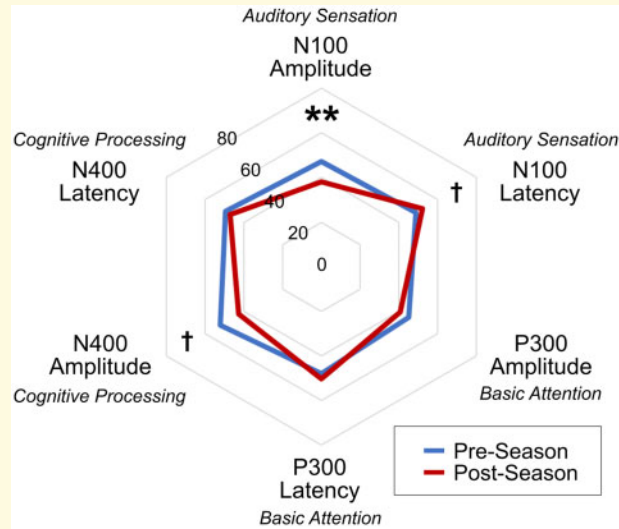 Auditory Sensation
N100
Amplitude
**
Cognitive Processing
N400
Latency
80
60
40
20
0
Auditory Sensation
N100
Latency
†
N400
Amplitude
Cognitive Processing
†
P300
Amplitude
Basic Attention
P300
Latency
Basic Attention
Pre-Season
Post-Season